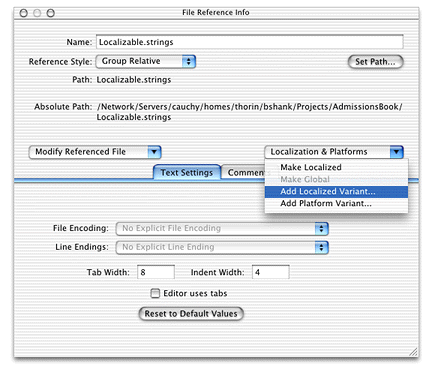 File Reference Info
Name: Localizable.strings
Reference Style: Group Relative Set Path...
Path: Localizable.strings
Absolute Path: /Network/Servers/cauchy/homes/thorin/bshank/Projects/AdmissionsBook/
Localizable.strings
Modify Referenced File Localization & Platforms
Text Settings Comments
Make Localized
Make Global
Add Localized Variant...
Add Platform Variant...
File Encoding: No Explicit File Encoding
Line Endings: No Explicit Line Ending
Tab Width: 8 Indent Width: 4
Editor uses tabs
Reset to Default Values